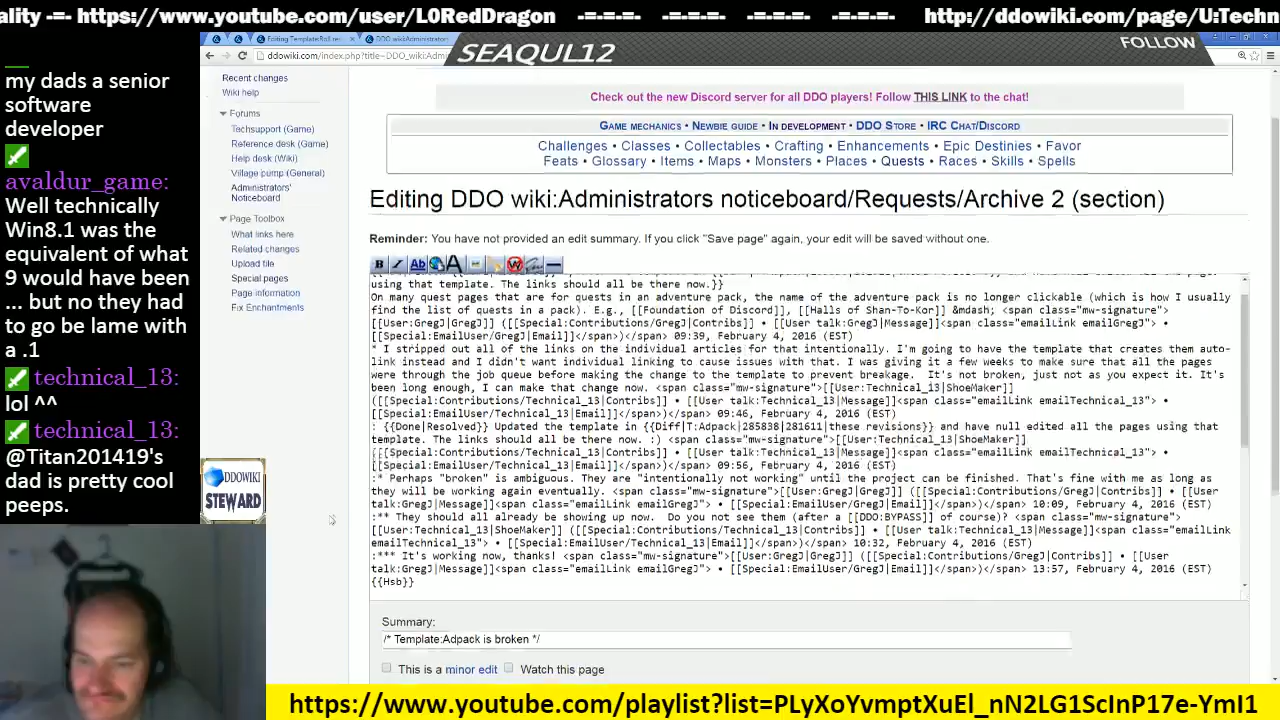 ality -=- https://www.youtube.com/user/L0RedDragon -=-=-=- -=-=-=- -=-=-=- -=-=-=- http://ddowiki.com/page/U:Techn
my dads a senior
software
developer
avaldur_game:
Well technically
Win8.1 was the
equivalent of what
9 would have been
... but no they had
to go be lame with
a .1
technical_13:
lol ^^
technical_13:
@Titan201419's
dad is pretty cool
peeps.
DDO wiki:Administrators
SEAQUL12
FOLLOW
ddowiki.com/index.php?title=DDO_wiki:Admi
Recent changes
Wiki help
Forums
Techsupport (Game)
Reference desk (Game)
Help desk (Wiki)
Village pump (General)
Administrators'
Noticeboard
Page Toolbox
What links here
Related changes
Upload file
Special pages
Page information
Fix Enchantments
DDOWIKI
STEWARD
Check out the new Discord server for all DDO players! Follow THIS LINK to the chat!
Game mechanics • Newbie guide • In development • DDO Store • IRC Chat/Discord
Challenges • Classes • Collectables • Crafting • Enhancements • Epic Destinies • Favor
Feats • Glossary • Items • Maps • Monsters • Places • Quests • Races • Skills • Spells
Editing DDO wiki:Administrators noticeboard/Requests/Archive 2 (section)
Reminder: You have not provided an edit summary. If you click "Save page" again, your edit will be saved without one.
using that template. The links should all be there now.}}
On many quest pages that are for quests in an adventure pack, the name of the adventure pack is no longer clickable (which is how I usually
find the list of quests in a pack). E.g., [[Foundation of Discord]], [[Halls of Shan-To-Kor]] &mdash; <span class="mw-signature">
[[User:GregJ|GregJ]] ([[Special:Contributions/GregJ|Contribs]] • [[User talk:GregJ|Message]]<span class="emailLink emailGregJ"> •
[[Special:EmailUser/GregJ|Email]]</span>)</span> 09:39, February 4, 2016 (EST)
* I stripped out all of the links on the individual articles for that intentionally. I'm going to have the template that creates them auto-
link instead and I didn't want individual linking to cause issues with that. I was giving it a few weeks to make sure that all the pages
were through the job queue before making the change to the template to prevent breakage. It's not broken, just not as you expect it. It's
been long enough, I can make that change now. <span class="mw-signature">[[User:Technical_13|ShoeMaker]]
([[Special:Contributions/Technical_13|Contribs]] • [[User talk:Technical_13|Message]]<span class="emailLink emailTechnical_13"> •
[[Special:EmailUser/Technical_13|Email]]</span>)</span> 09:46, February 4, 2016 (EST)
: {{Done|Resolved}} Updated the template in {{Diff|T:Adpack|285838|281611|these revisions}} and have null edited all the pages using that
template. The links should all be there now. :) <span class="mw-signature">[[User:Technical_13|ShoeMaker]]
([[Special:Contributions/Technical_13|Contribs]] • [[User talk:Technical_13|Message]]<span class="emailLink emailTechnical_13"> •
[[Special:EmailUser/Technical_13|Email]]</span>)</span> 09:56, February 4, 2016 (EST)
:* Perhaps "broken" is ambiguous. They are "intentionally not working" until the project can be finished. That's fine with me as long as
they will be working again eventually. <span class="mw-signature">[[User:GregJ|GregJ]] ([[Special:Contributions/GregJ|Contribs]] • [[User
talk:GregJ|Message]]<span class="emailLink emailGregJ"> • [[Special:EmailUser/GregJ|Email]]</span>)</span> 10:09, February 4, 2016 (EST)
:** They should all already be showing up now. Do you not see them (after a [[DDO:BYPASS]] of course)? <span class="mw-signature">
[[User:Technical_13|ShoeMaker]] ([[Special:Contributions/Technical_13|Contribs]] • [[User talk:Technical_13|Message]]<span class="emailLink
emailTechnical_13"> • [[Special:EmailUser/Technical_13|Email]]</span>)</span> 10:32, February 4, 2016 (EST)
:*** It's working now, thanks! <span class="mw-signature">[[User:GregJ|GregJ]] ([[Special:Contributions/GregJ|Contribs]] • [[User
talk:GregJ|Message]]<span class="emailLink emailGregJ"> • [[Special:EmailUser/GregJ|Email]]</span>)</span> 13:57, February 4, 2016 (EST)
{{Hsb}}
Summary:
/* Template:Adpack is broken */
This is a minor edit Watch this page
https://www.youtube.com/playlist?list=PLyXoYvmptXuEl_nN2LG1ScInP17e-YmI1